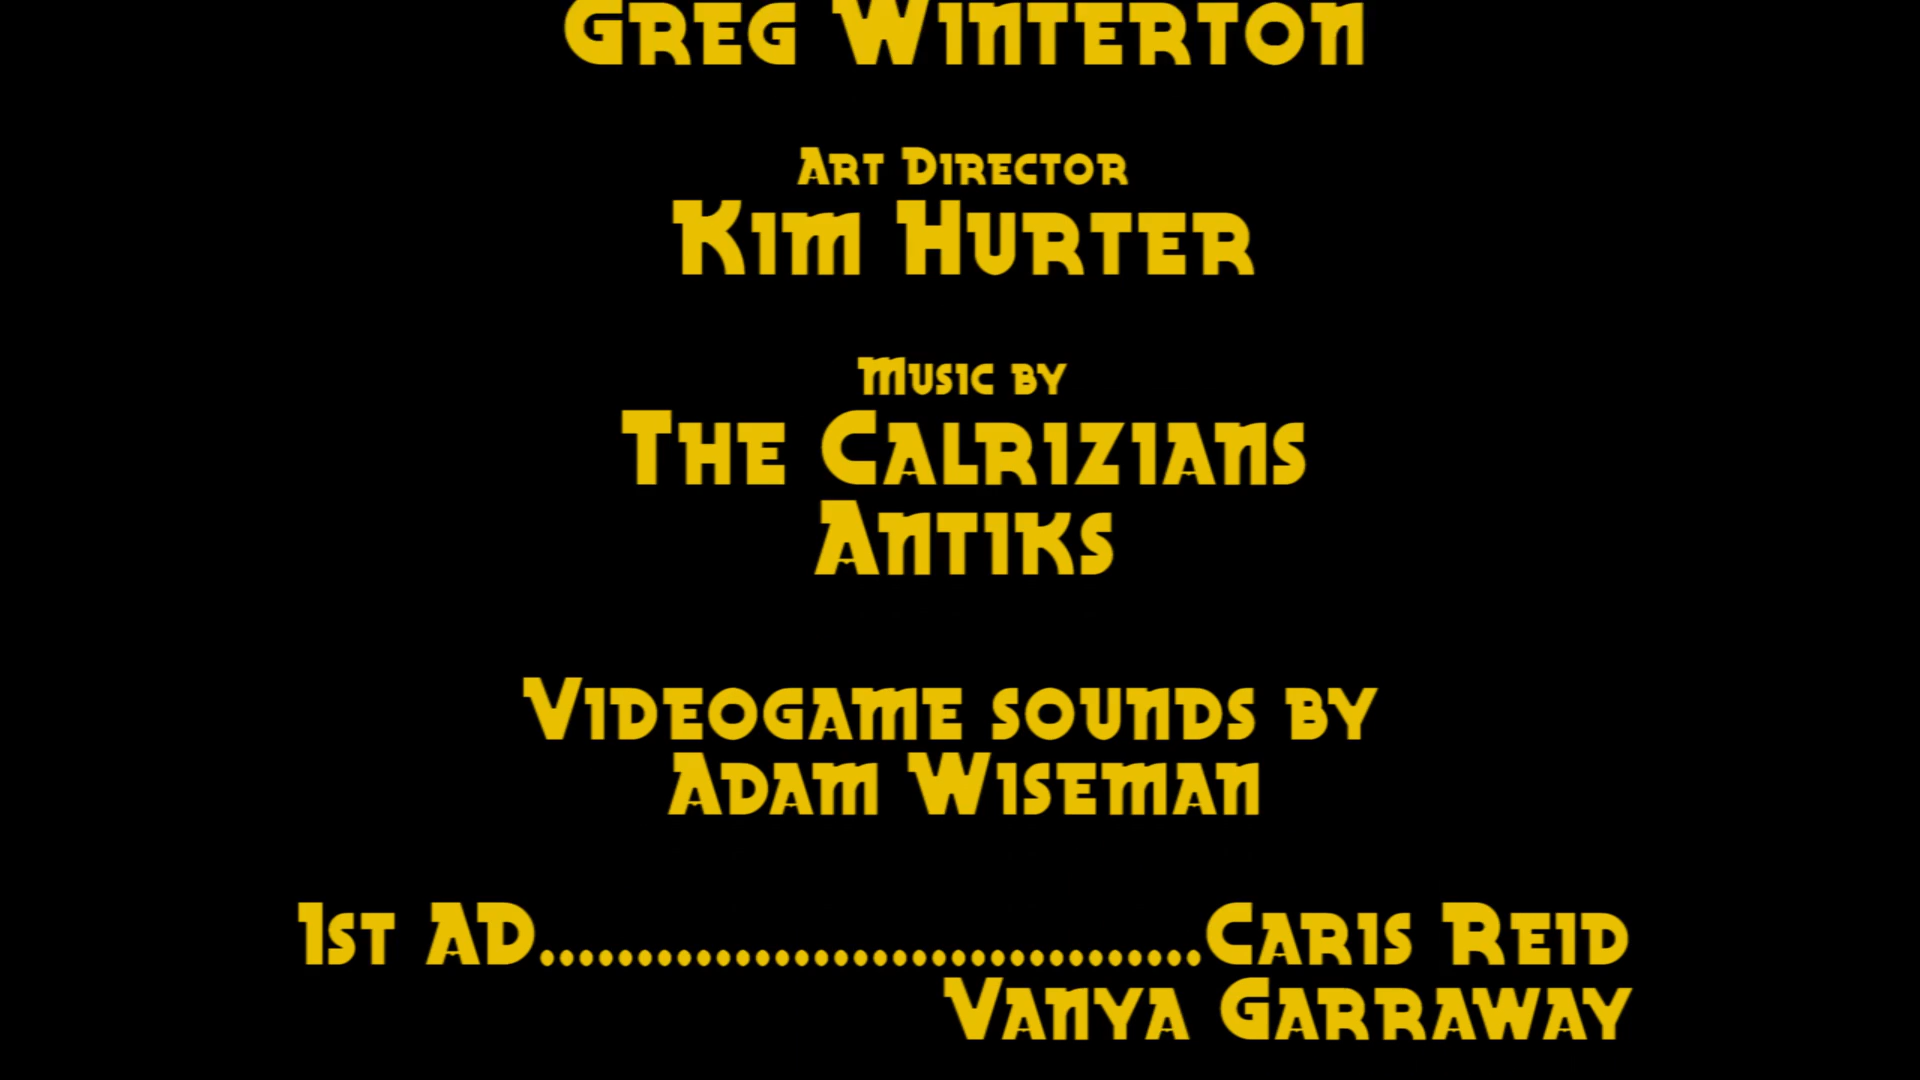 Greg Winterton
Art Director
Kim Hurter
Music by
The Calrizians
Antiks
Videogame sounds by
Adam Wiseman
1st AD..................................Caris Reid
Vanya Garraway